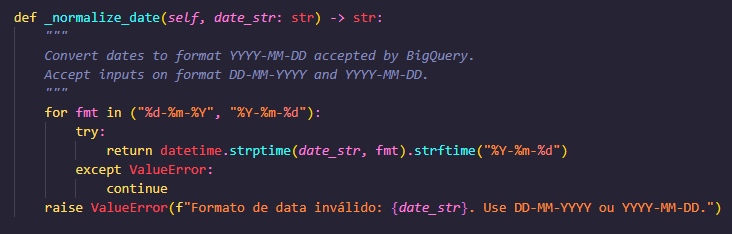 def _normalize_date(self, date_str: str) -> str:
    """
    Convert dates to format YYYY-MM-DD accepted by BigQuery.
    Accept inputs on format DD-MM-YYYY and YYYY-MM-DD.
    """
    for fmt in ("%d-%m-%Y", "%Y-%m-%d"):
        try:
            return datetime.strptime(date_str, fmt).strftime("%Y-%m-%d")
        except ValueError:
            continue
    raise ValueError(f"Formato de data inválido: {date_str}. Use DD-MM-YYYY ou YYYY-MM-DD.")